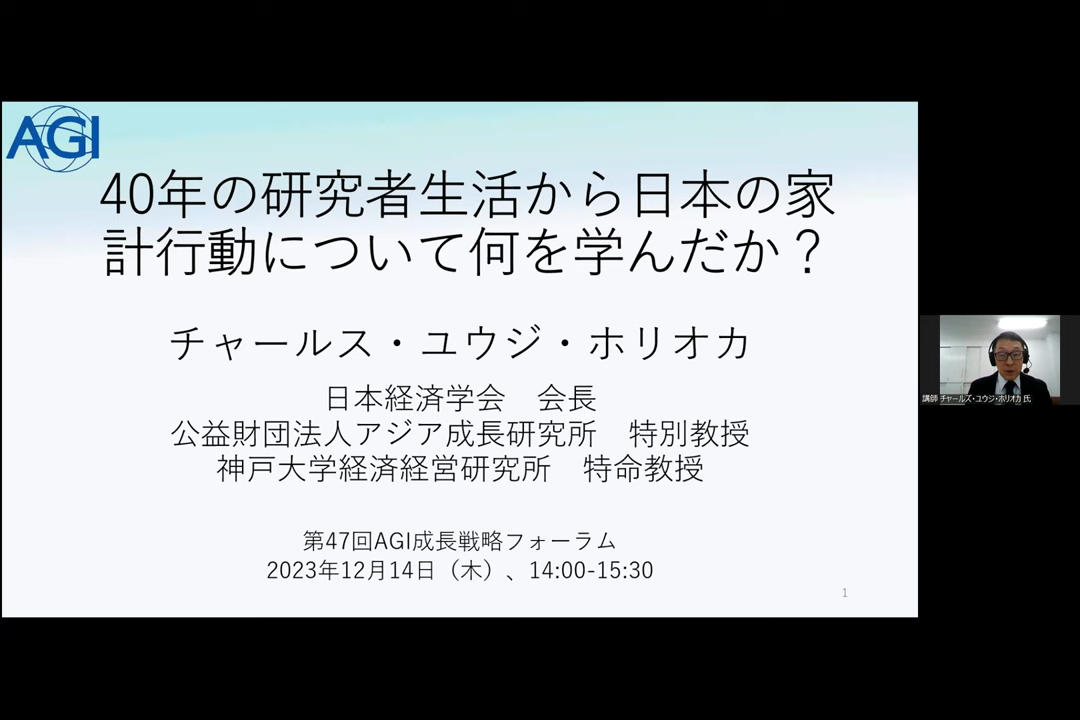 AGI
40年の研究者生活から日本の家
計行動について何を学んだか？
チャールス・ユウジ・ホリオカ
日本経済学会　会長
公益財団法人アジア成長研究所　特別教授
神戸大学経済経営研究所　特命教授
第47回AGI成長戦略フォーラム
2023年12月14日（木）、14:00-15:30
1
講師 チャールズ・ユウジ・ホリオカ 氏